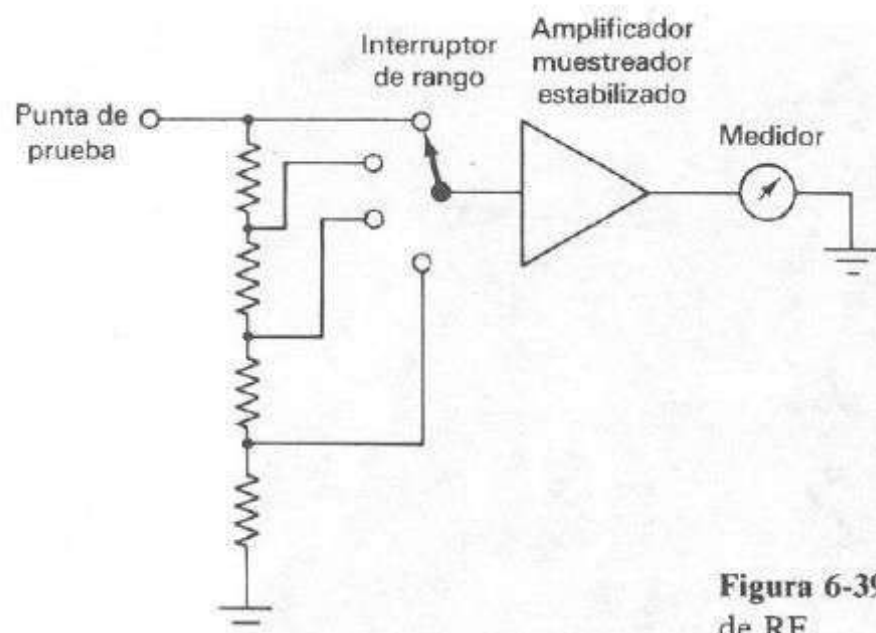 Interruptor
de rango
Amplificador
muestreador
estabilizado
Punta de
prueba
Medidor
Figura 6-39
de RF